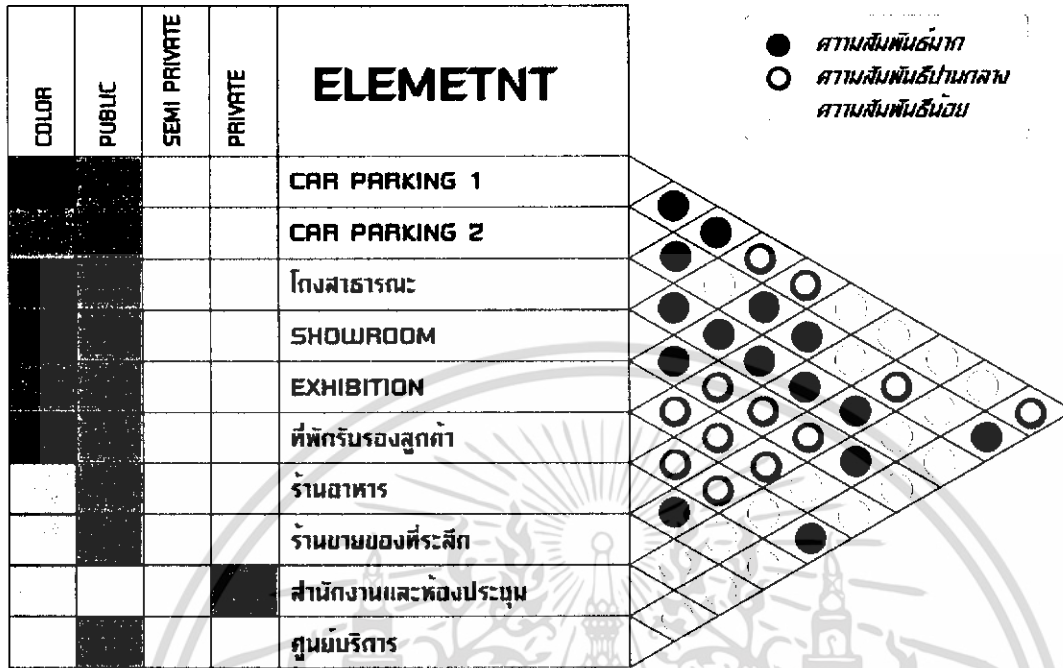 COLOR
PUBLIC
SEMI PRIVATE
PRIVATE
ELEMETNT
ความสัมพันธ์มาก
ความสัมพันธ์ปานกลาง
ความสัมพันธ์น้อย
CAR PARKING 1
CAR PARKING 2
โถงสาธารณะ
SHOWROOM
EXHIBITION
ที่พักรับรองลูกค้า
ร้านอาหาร
ร้านขายของที่ระลึก
สำนักงานและห้องประชุม
ศูนย์บริการ